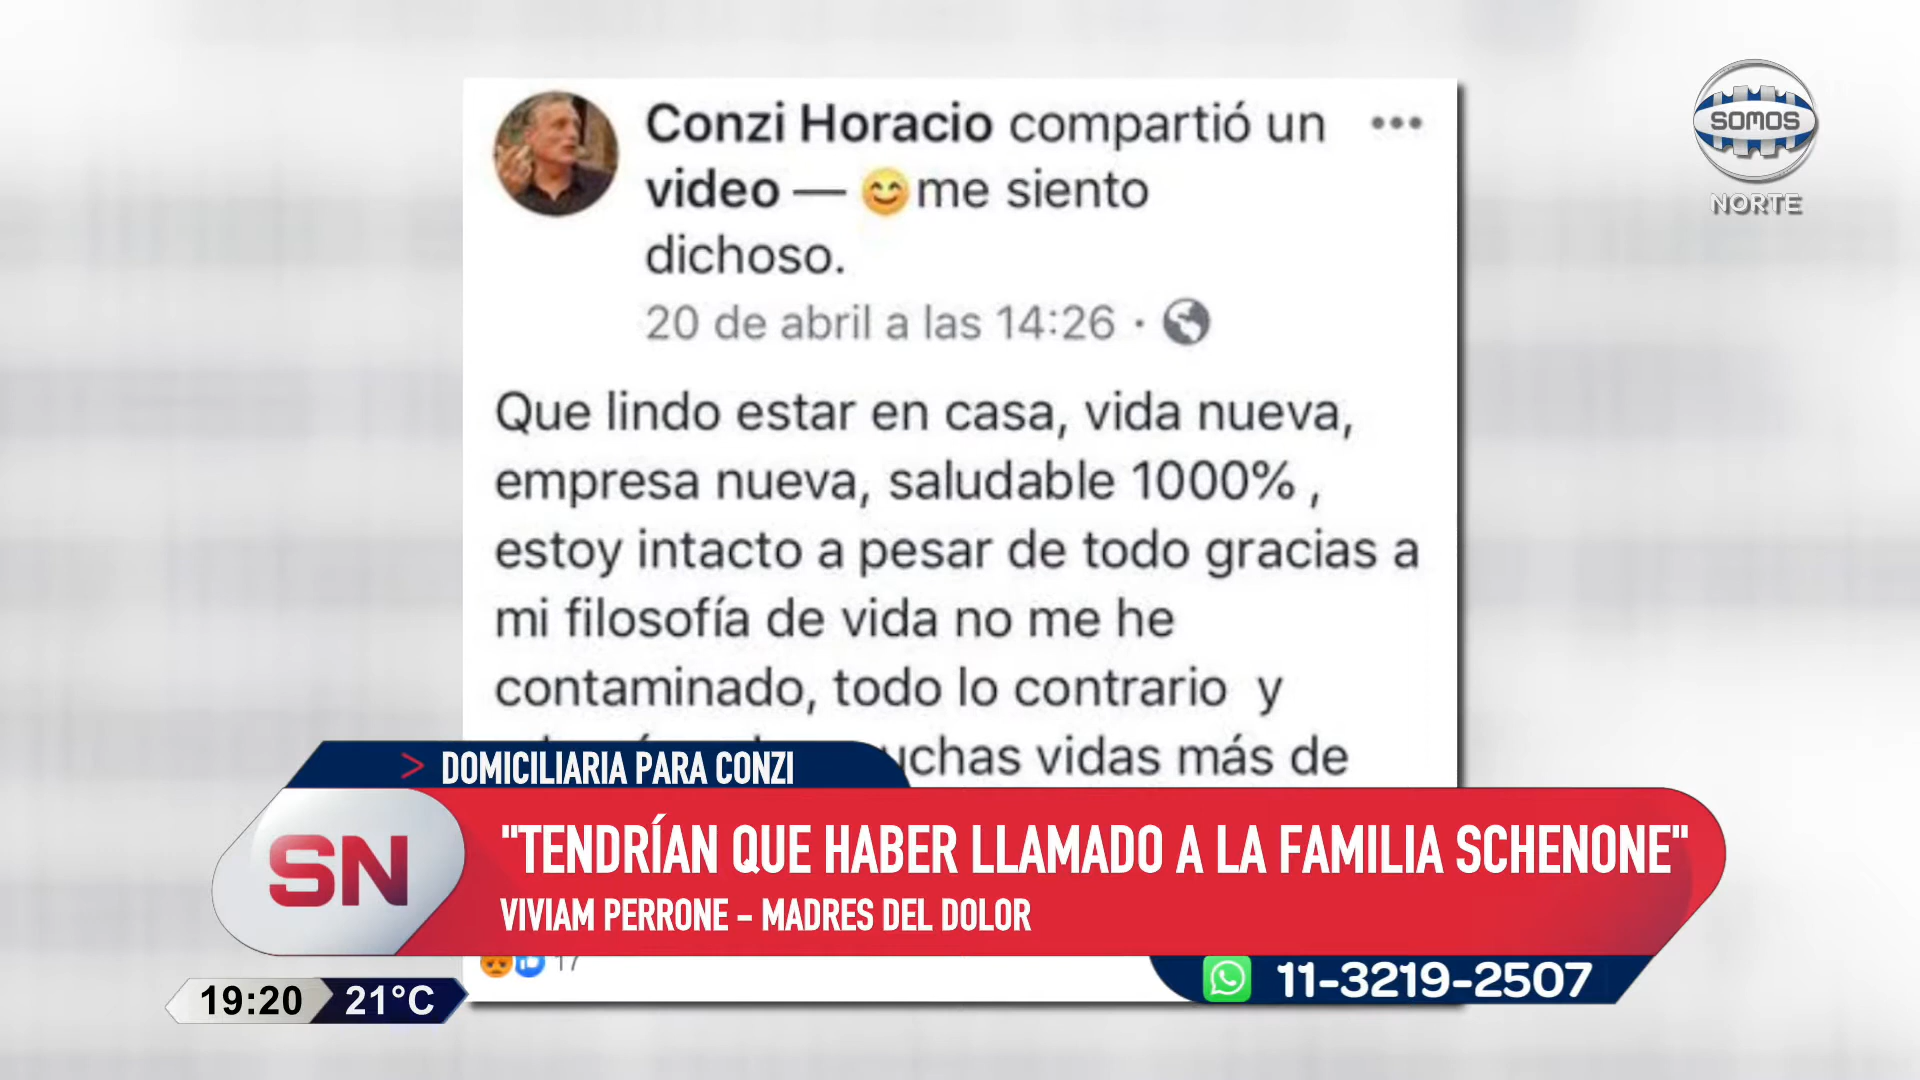 Conzi Horacio compartió un
video — 😊 me siento
dichoso.
20 de abril a las 14:26 ·
Que lindo estar en casa, vida nueva,
empresa nueva, saludable 1000% ,
estoy intacto a pesar de todo gracias a
mi filosofía de vida no me he
contaminado, todo lo contrario y
vidas más de
SOMOS
NORTE
> DOMICILIARIA PARA CONZI
SN
"TENDRÍAN QUE HABER LLAMADO A LA FAMILIA SCHENONE"
VIVIAM PERRONE - MADRES DEL DOLOR
17
11-3219-2507
19:20 21°C